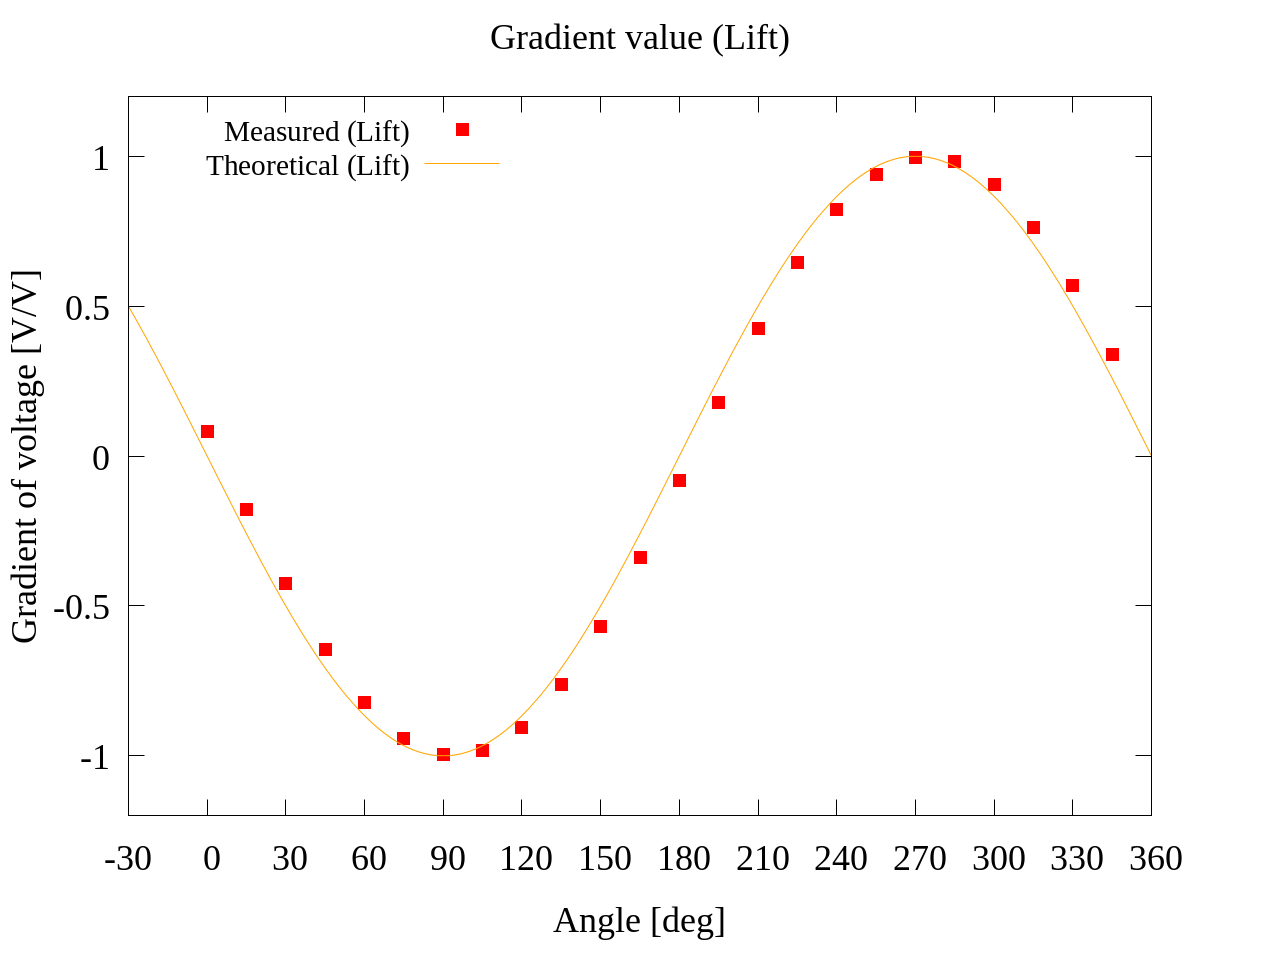 Gradient value (Lift)
Measured (Lift)
Theoretical (Lift)
1
0.5
0
-0.5
-1
Gradient of voltage [V/V]
-30 0 30 60 90 120 150 180 210 240 270 300 330 360
Angle [deg]